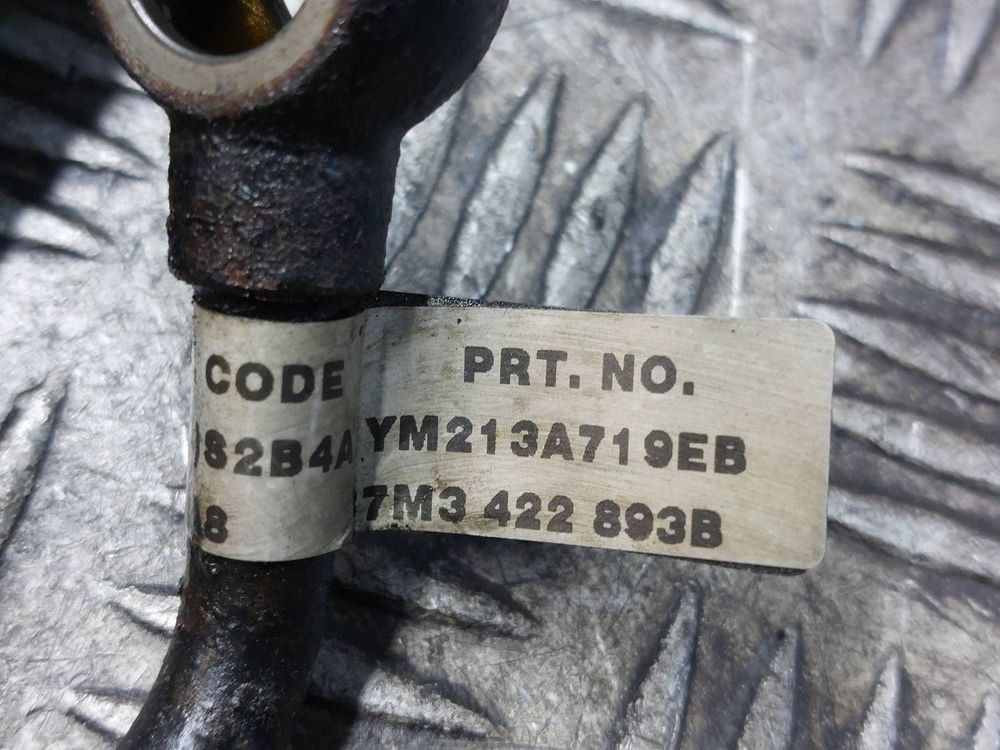 CODE PRT. NO.
S2B4A YM213A719EB
8 7M3 422 893B